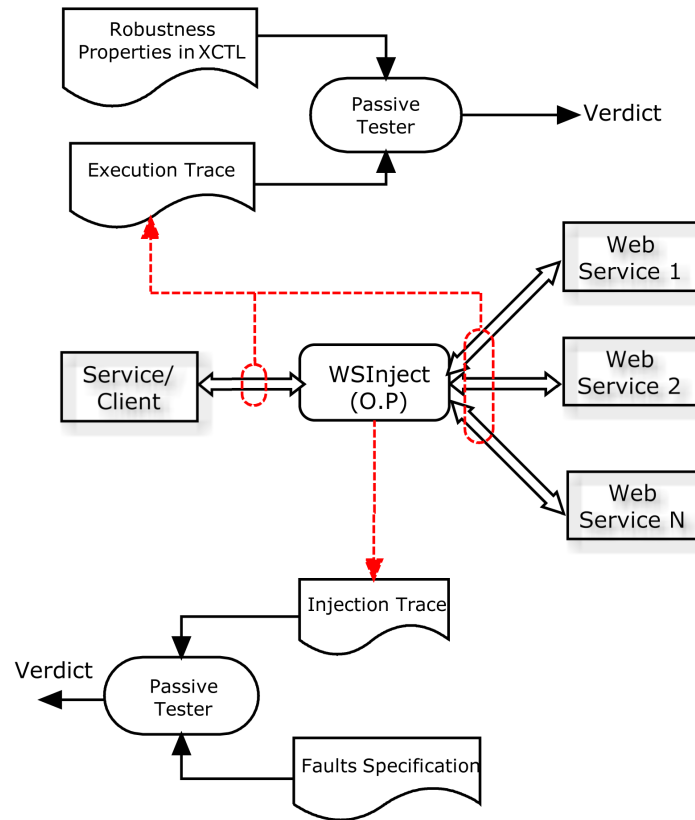 Robustness
Properties in XCTL
Passive
Tester
Verdict
Execution Trace
Web
Service 1
Service/
Client
WSInject
(O.P)
Web
Service 2
Web
Service N
Injection Trace
Verdict
Passive
Tester
Faults Specification